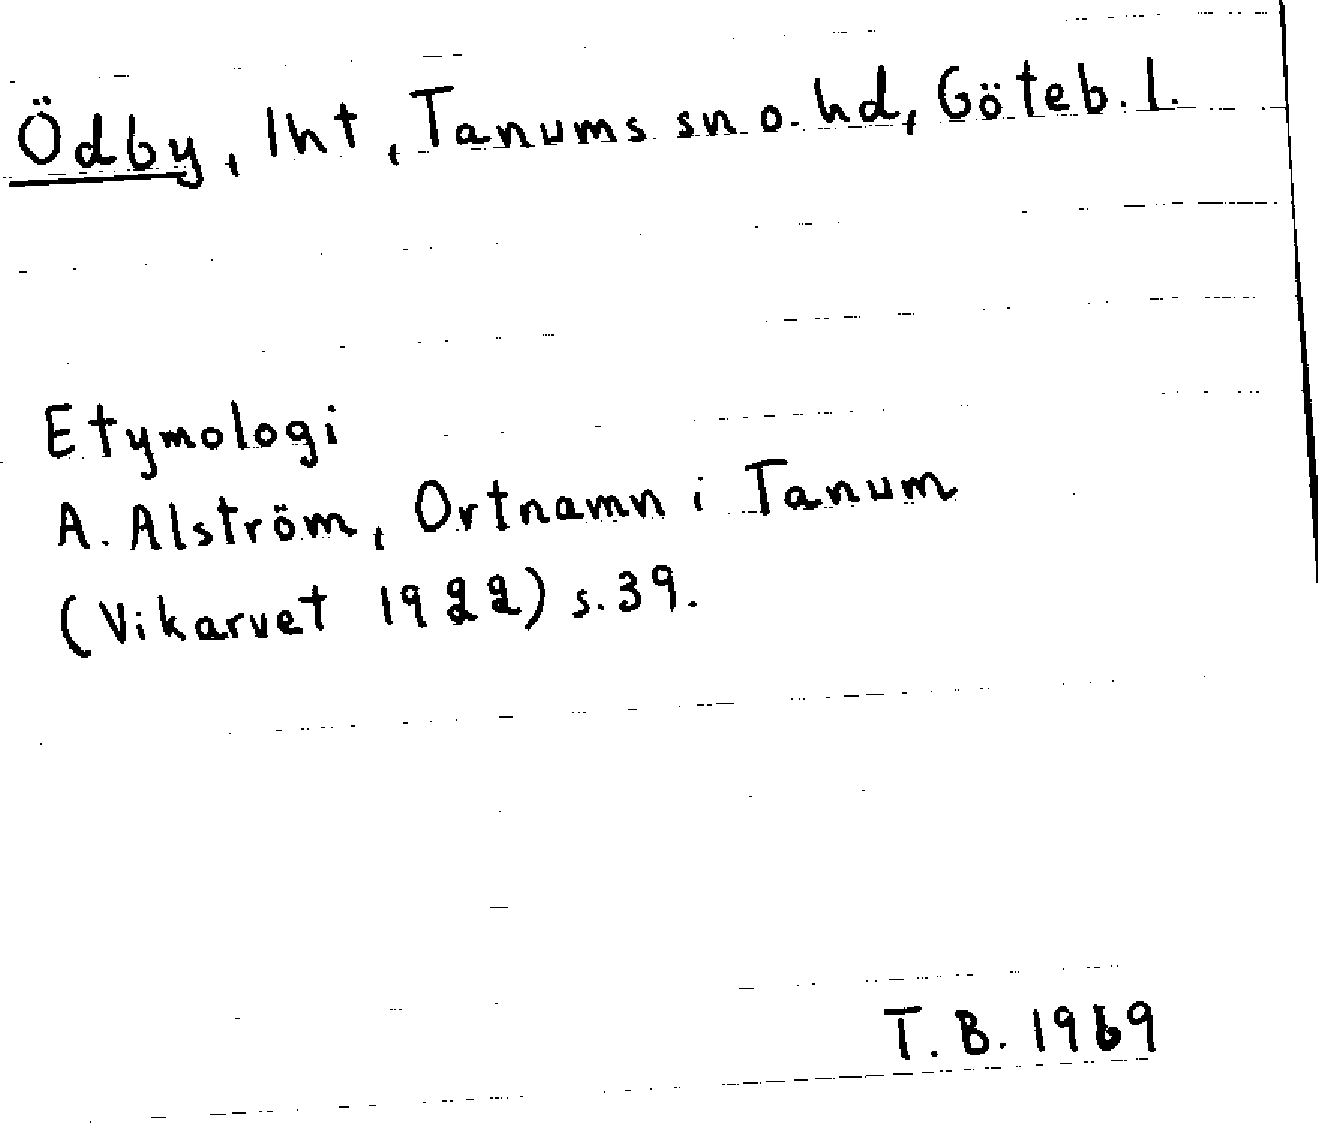 Ödby, lht, Tanums sn o. hd, Göteb. l.
Etymologi
A. Alström, Ortnamn i Tanum
(Vikarvet 1922) s. 39.
T. B. 1969